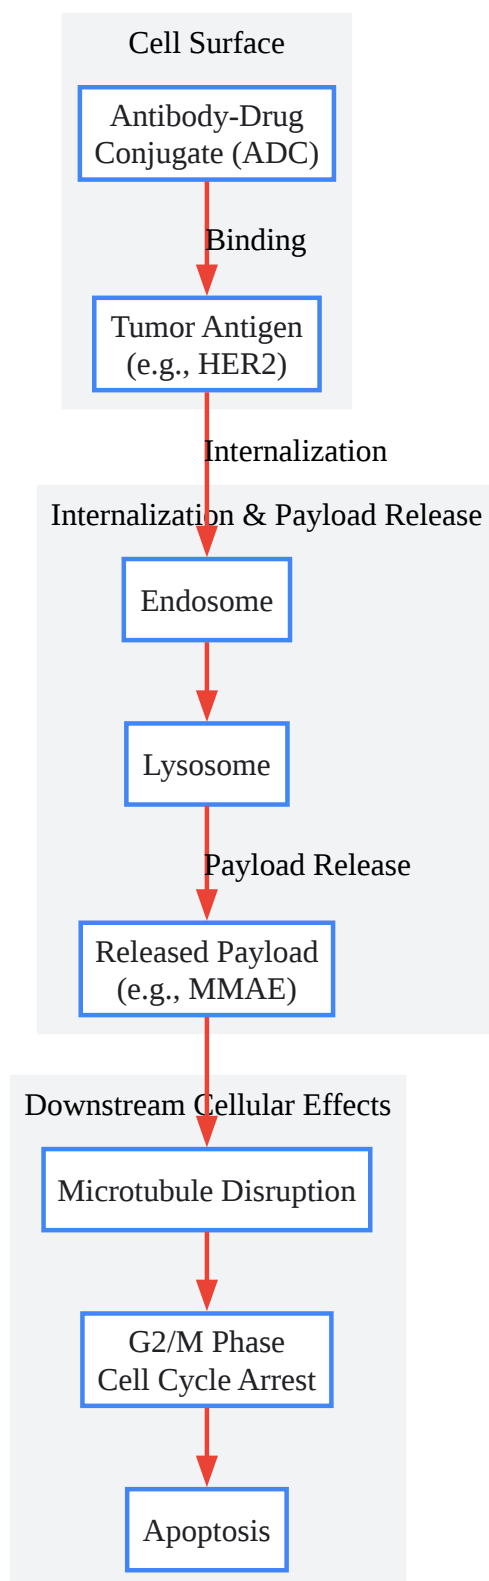 Cell Surface
Antibody-Drug
Conjugate (ADC)
Binding
Tumor Antigen
(e.g., HER2)
Internalization
Internalization & Payload Release
Endosome
Lysosome
Payload Release
Released Payload
(e.g., MMAE)
Downstream Cellular Effects
Microtubule Disruption
G2/M Phase
Cell Cycle Arrest
Apoptosis